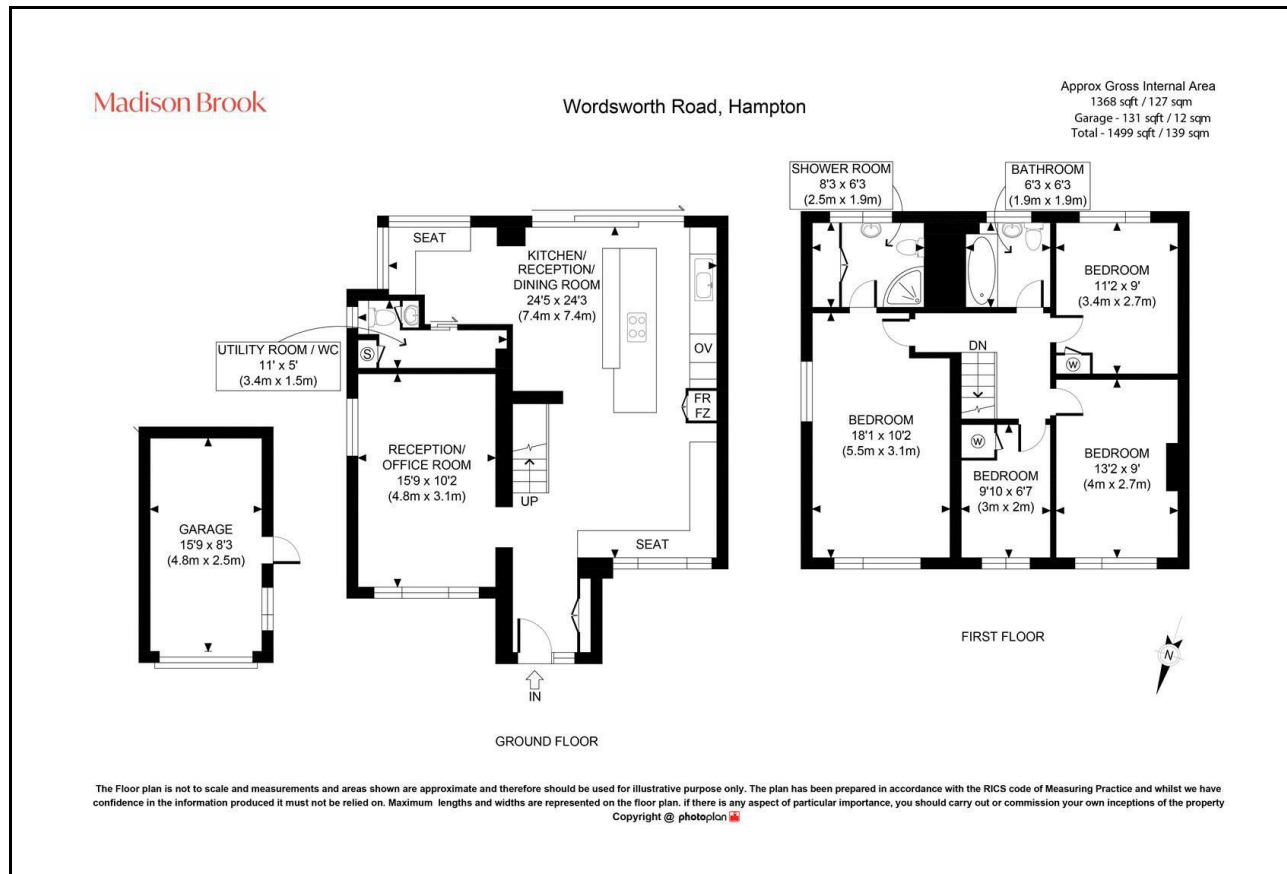 Madison Brook
Wordsworth Road, Hampton
Approx Gross Internal Area
1368 sqft / 127 sqm
Garage - 131 sqft / 12 sqm
Total - 1499 sqft / 139 sqm
SEAT
KITCHEN/
RECEPTION/
DINING ROOM
24'5 x 24'3
(7.4m x 7.4m)
UTILITY ROOM / WC
11' x 5'
(3.4m x 1.5m)
S
OV
FR
FZ
RECEPTION/
OFFICE ROOM
15'9 x 10'2
(4.8m x 3.1m)
UP
SEAT
GARAGE
15'9 x 8'3
(4.8m x 2.5m)
IN
GROUND FLOOR
SHOWER ROOM
8'3 x 6'3
(2.5m x 1.9m)
BATHROOM
6'3 x 6'3
(1.9m x 1.9m)
BEDROOM
11'2 x 9'
(3.4m x 2.7m)
DN
W
BEDROOM
18'1 x 10'2
(5.5m x 3.1m)
W
BEDROOM
9'10 x 6'7
(3m x 2m)
BEDROOM
13'2 x 9'
(4m x 2.7m)
FIRST FLOOR
N
The Floor plan is not to scale and measurements and areas shown are approximate and therefore should be used for illustrative purpose only. The plan has been prepared in accordance with the RICS code of Measuring Practice and whilst we have
confidence in the information produced it must not be relied on. Maximum lengths and widths are represented on the floor plan. if there is any aspect of particular importance, you should carry out or commission your own inceptions of the property
Copyright @ photoplan